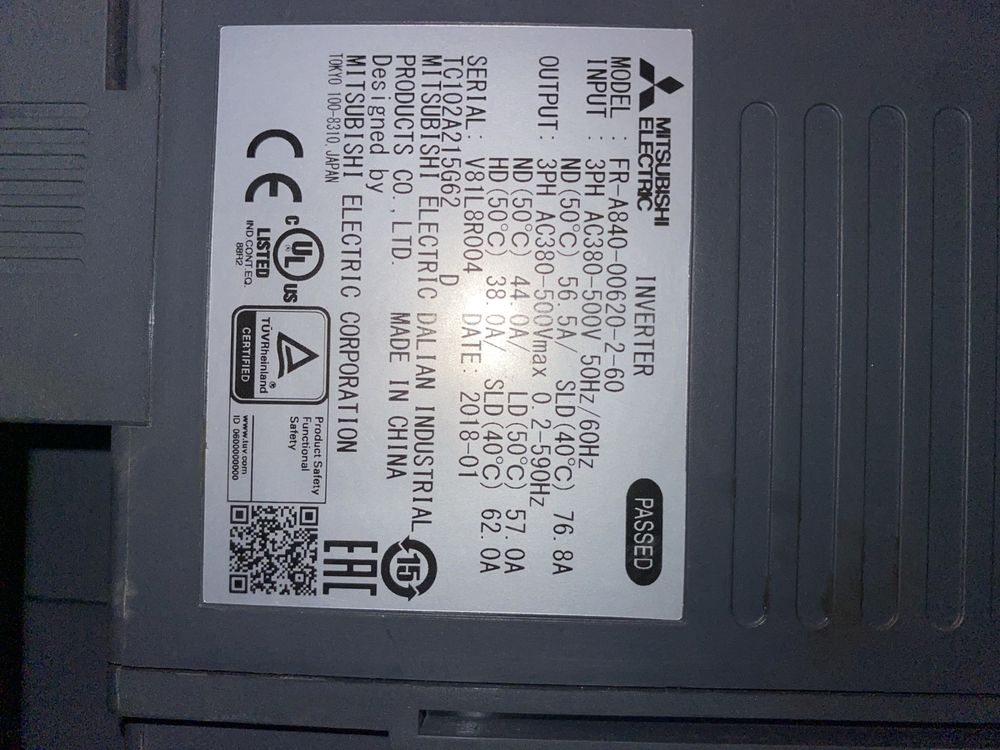 MITSUBISHI
ELECTRIC
INVERTER
PASSED
MODEL : FR-A840-00620-2-60
INPUT : 3PH AC380-500V 50Hz/60Hz
ND(50°C) 56.5A/ SLD(40°C) 76.8A
OUTPUT: 3PH AC380-500Vmax 0.2-590Hz
ND(50°C) 44.0A/ LD(50°C) 57.0A
HD(50°C) 38.0A/ SLD(40°C) 62.0A
SERIAL: V81L8R004 DATE: 2018-01
TC102A215G62 D
MITSUBISHI ELECTRIC DALIAN INDUSTRIAL
PRODUCTS CO.,LTD. MADE IN CHINA
Designed by
MITSUBISHI ELECTRIC CORPORATION
TOKYO 100-8310, JAPAN
15
EAC
CE
C UL US ®
LISTED
IND.CONT.EQ.
88R2
TÜVRheinland®
CERTIFIED
Product Safety
Functional
Safety
www.tuv.com
ID 0600000000